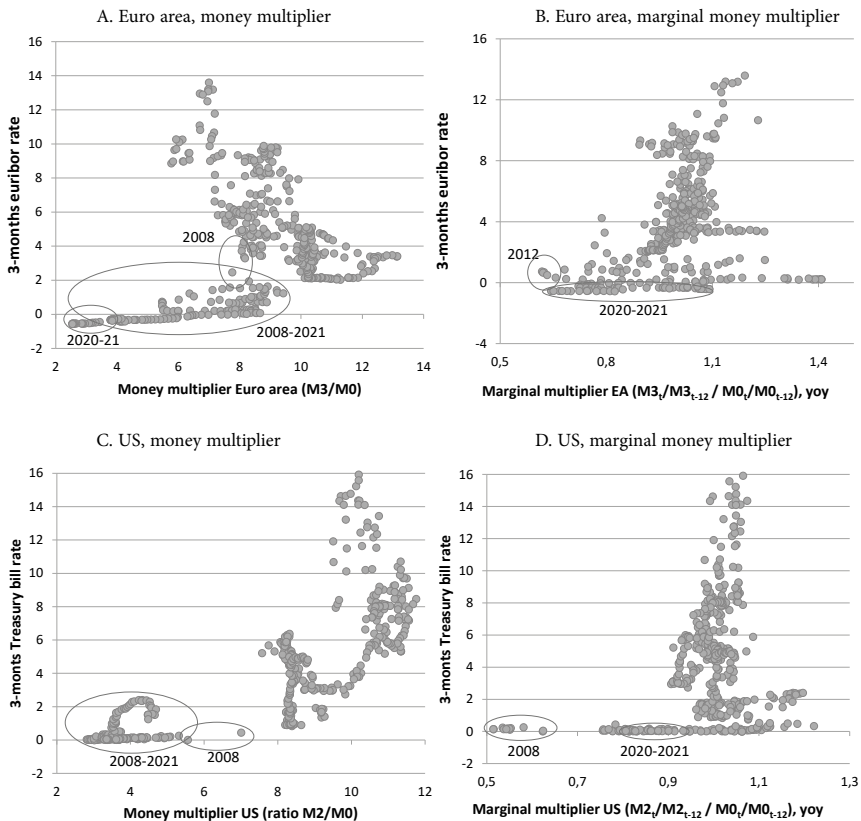 A. Euro area, money multiplier
16
14
12
10
8
6
4
2
0
-2
3-months euribor rate
2008
2020-21
2008-2021
2 4 6 8 10 12 14
Money multiplier Euro area (M3/M0)
B. Euro area, marginal money multiplier
16
12
8
4
0
-4
3-months euribor rate
2012
2020-2021
0,5 0,8 1,1 1,4
Marginal multiplier EA (M3t/M3t-12 / M0t/M0t-12), yoy
C. US, money multiplier
16
14
12
10
8
6
4
2
0
-2
3-monts Treasury bill rate
2008-2021
2008
2 4 6 8 10 12
Money multiplier US (ratio M2/M0)
D. US, marginal money multiplier
16
14
12
10
8
6
4
2
0
-2
3-monts Treasury bill rate
2008
2020-2021
0,5 0,7 0,9 1,1 1,3
Marginal multiplier US (M2t/M2t-12 / M0t/M0t-12), yoy